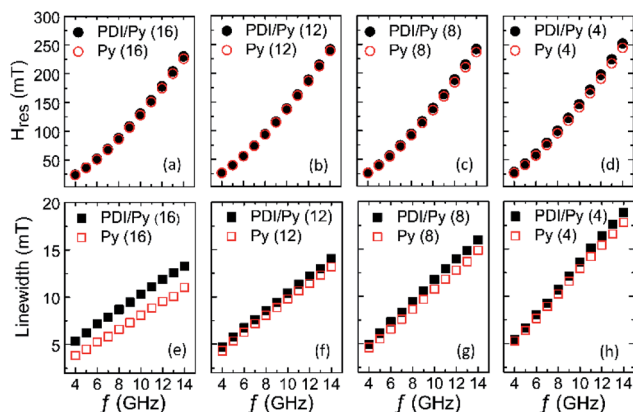 PDI/Py (16)
Py (16)
PDI/Py (12)
Py (12)
PDI/Py (8)
Py (8)
PDI/Py (4)
Py (4)
300
250
200
150
100
50
H_res (mT)
(a)
(b)
(c)
(d)
PDI/Py (16)
Py (16)
PDI/Py (12)
Py (12)
PDI/Py (8)
Py (8)
PDI/Py (4)
Py (4)
20
15
10
5
Linewidth (mT)
(e)
(f)
(g)
(h)
4 6 8 10 12 14
4 6 8 10 12 14
4 6 8 10 12 14
4 6 8 10 12 14
f (GHz)
f (GHz)
f (GHz)
f (GHz)